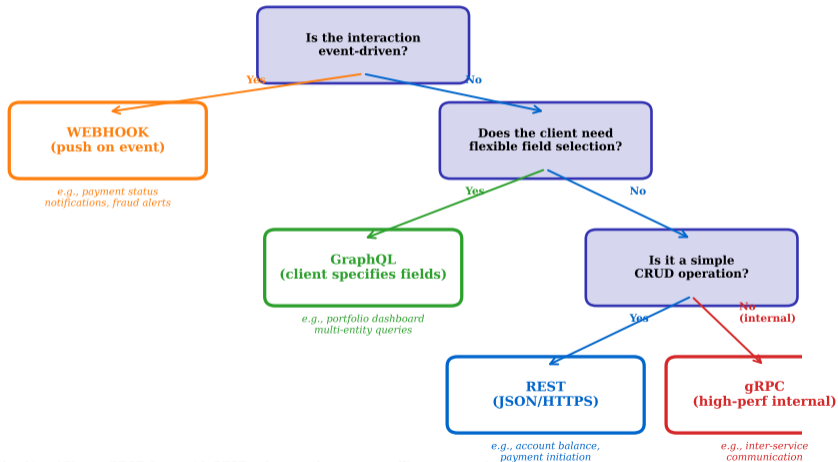 Is the interaction
event-driven?
Yes
No
WEBHOOK
(push on event)
e.g., payment status
notifications, fraud alerts
Does the client need
flexible field selection?
Yes
No
GraphQL
(client specifies fields)
e.g., portfolio dashboard
multi-entity queries
Is it a simple
CRUD operation?
Yes
No
(internal)
REST
(JSON/HTTPS)
e.g., account balance,
payment initiation
gRPC
(high-perf internal)
e.g., inter-service
communication